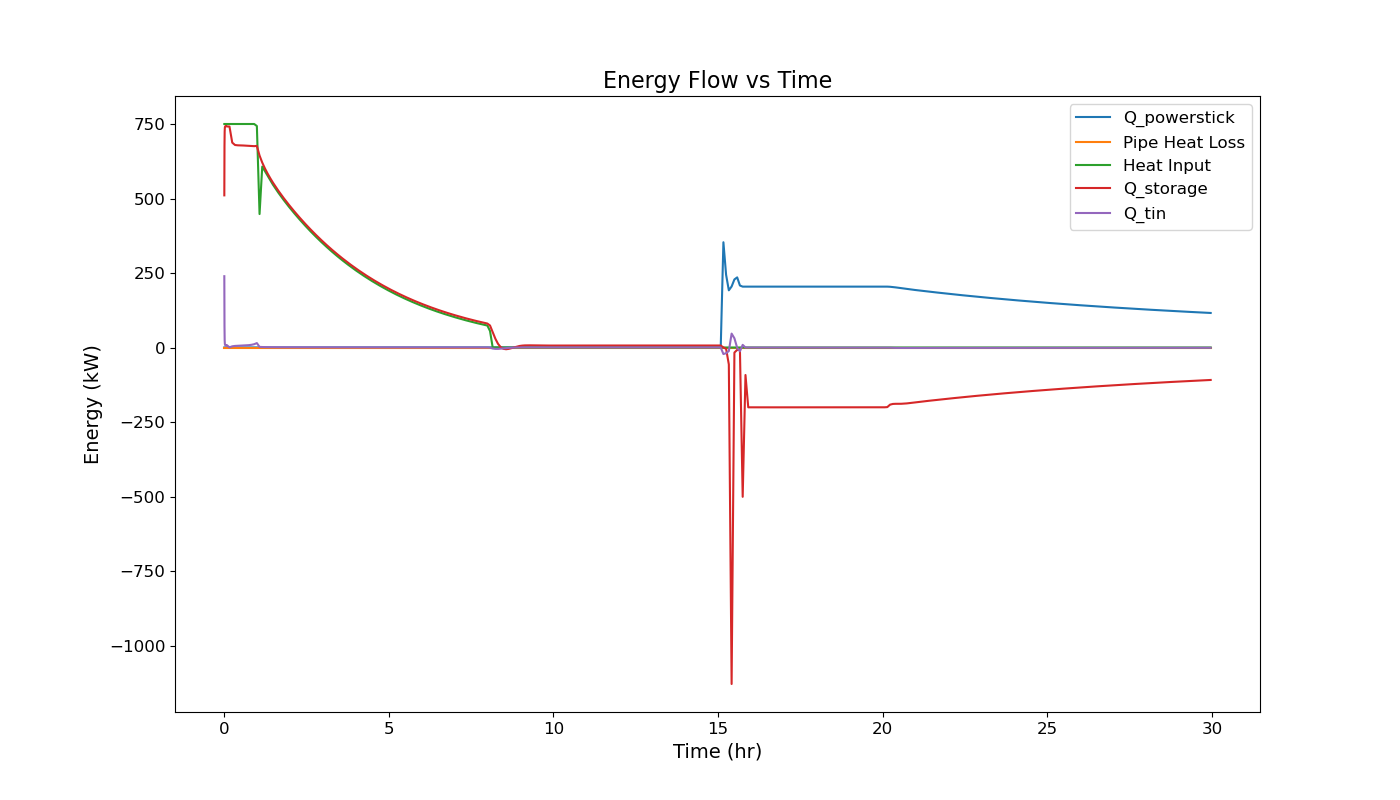 Energy Flow vs Time
Energy (kW)
750
500
250
0
−250
−500
−750
−1000
Q_powerstick
Pipe Heat Loss
Heat Input
Q_storage
Q_tin
0 5 10 15 20 25 30
Time (hr)